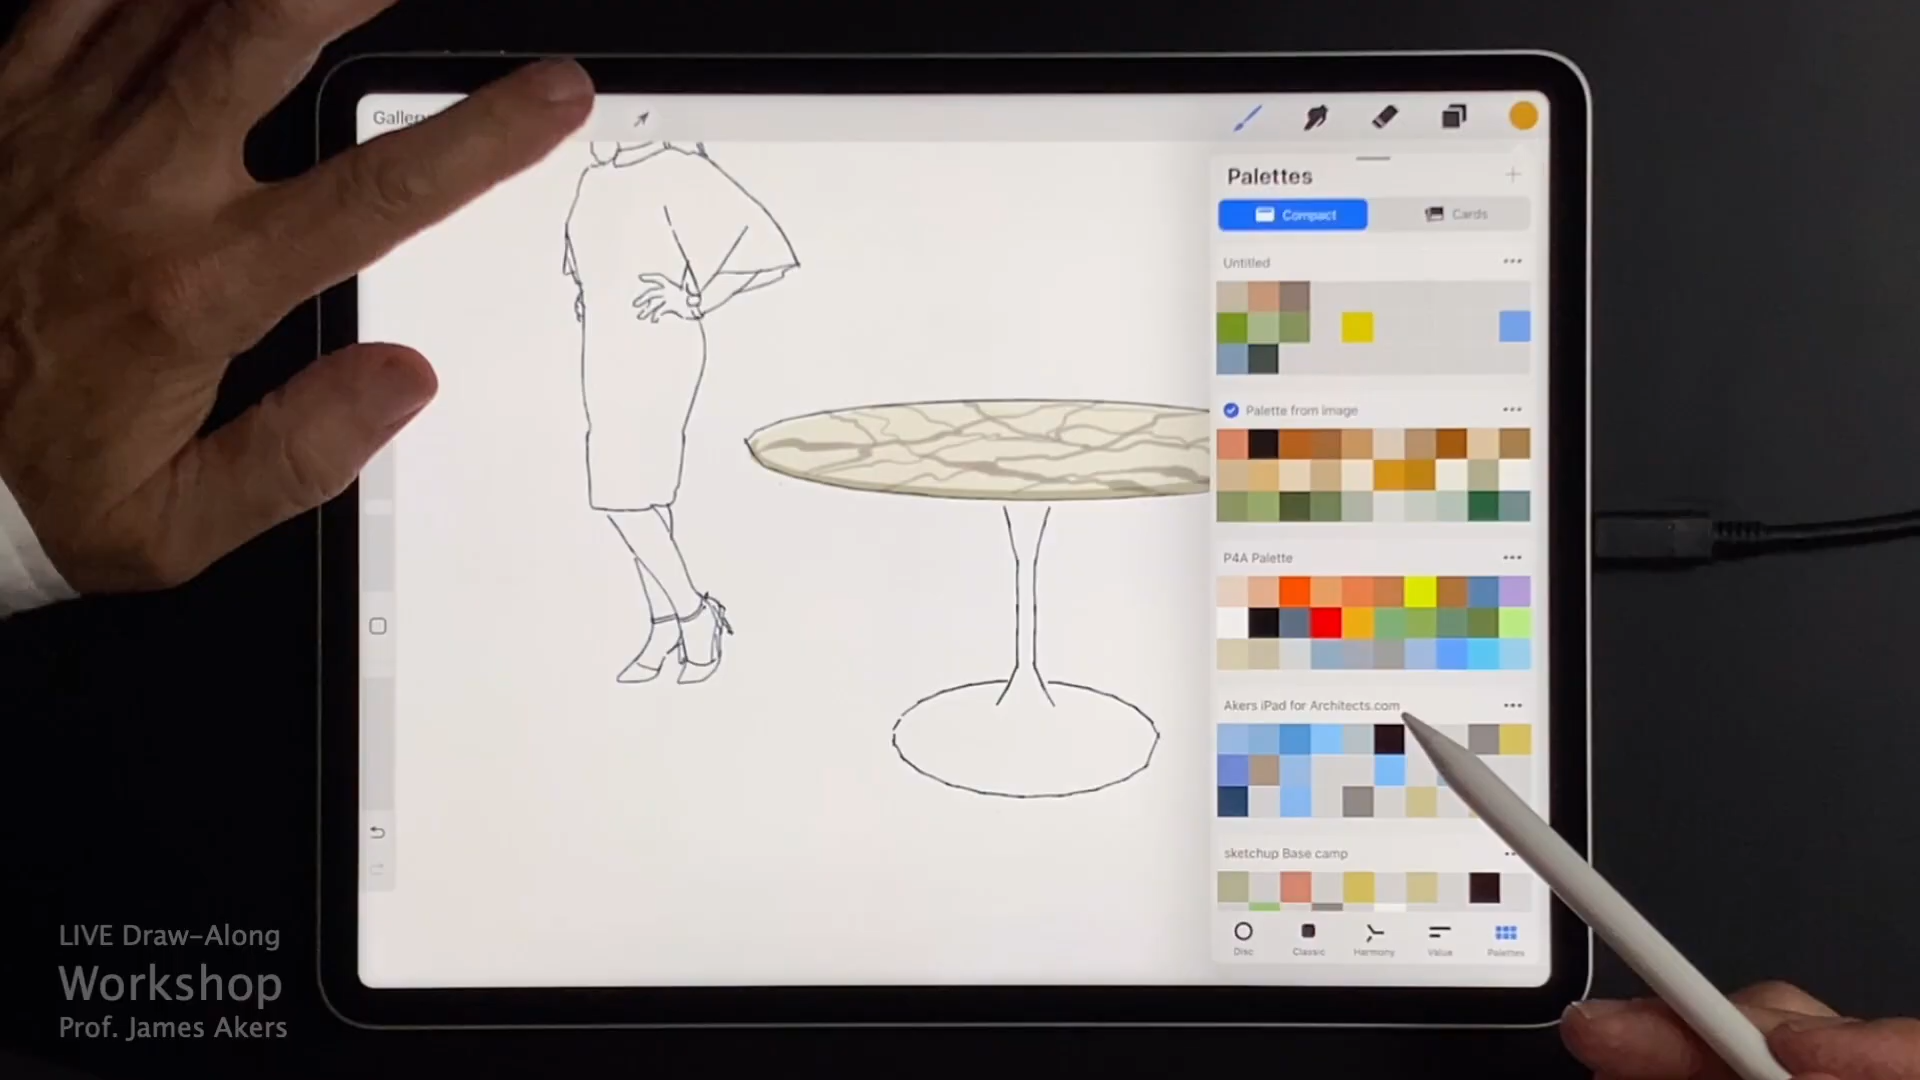 Gallery
Palettes
Compact
Cards
Untitled
Palette from image
P4A Palette
Akers iPad for Architects.com
sketchup Base camp
Disc
Classic
Harmony
Value
Palettes
LIVE Draw-Along
Workshop
Prof. James Akers